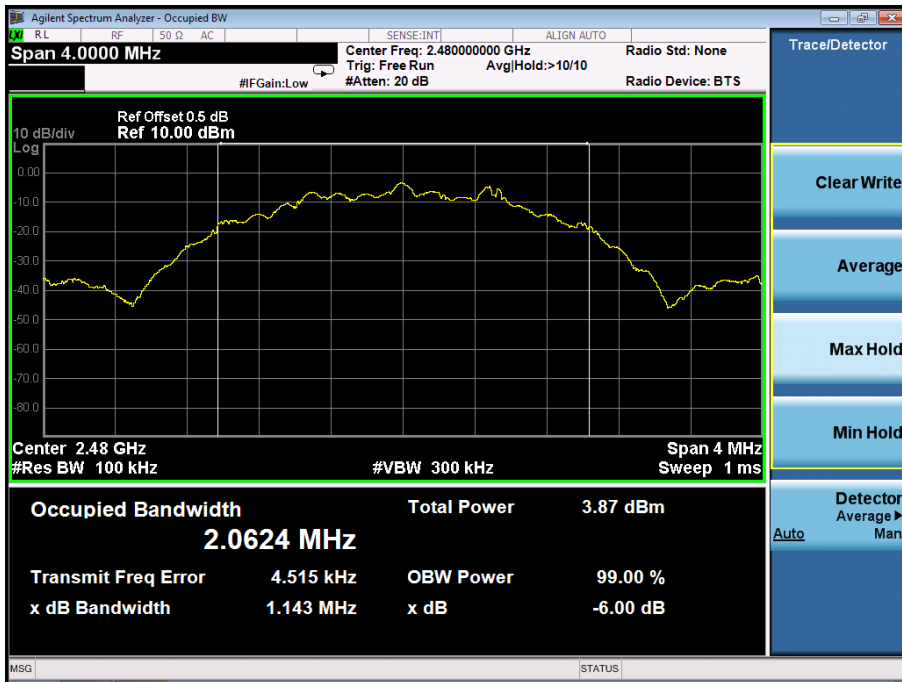 Agilent Spectrum Analyzer - Occupied BW
LXI RL RF 50 Ω AC SENSE:INT ALIGN AUTO
Span 4.0000 MHz
Center Freq: 2.480000000 GHz Radio Std: None
Trig: Free Run Avg|Hold:>10/10
#IFGain:Low #Atten: 20 dB Radio Device: BTS
Ref Offset 0.5 dB
10 dB/div Ref 10.00 dBm
Log
0.00
-10.0
-20.0
-30.0
-40.0
-50.0
-60.0
-70.0
-80.0
Center 2.48 GHz Span 4 MHz
#Res BW 100 kHz #VBW 300 kHz Sweep 1 ms
Occupied Bandwidth Total Power 3.87 dBm
2.0624 MHz
Transmit Freq Error 4.515 kHz OBW Power 99.00 %
x dB Bandwidth 1.143 MHz x dB -6.00 dB
MSG STATUS
Trace/Detector
Clear Write
Average
Max Hold
Min Hold
Detector
Average
Auto Man